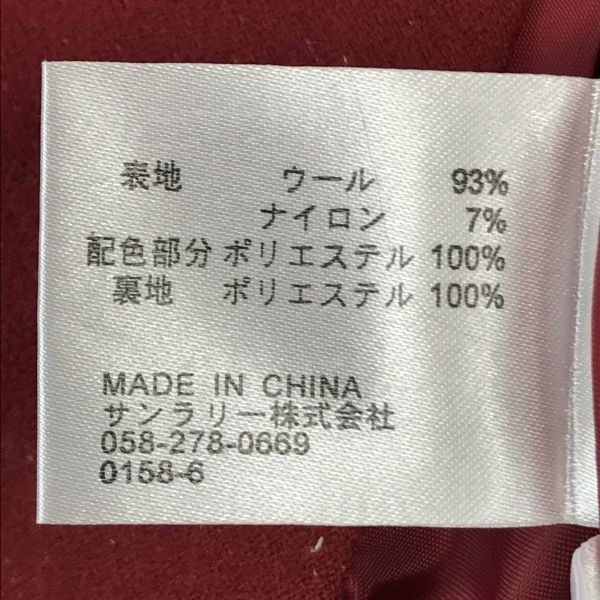 表地 ウール 93%
ナイロン 7%
配色部分 ポリエステル 100%
裏地 ポリエステル 100%
MADE IN CHINA
サンラリー株式会社
058-278-0669
0158-6